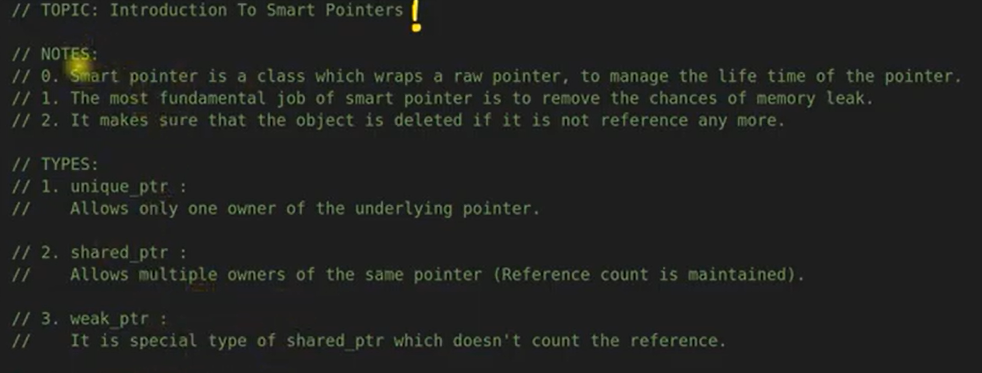 // TOPIC: Introduction To Smart Pointers !
// NOTES:
// 0. Smart pointer is a class which wraps a raw pointer, to manage the life time of the pointer.
// 1. The most fundamental job of smart pointer is to remove the chances of memory leak.
// 2. It makes sure that the object is deleted if it is not reference any more.
// TYPES:
// 1. unique_ptr :
//    Allows only one owner of the underlying pointer.
// 2. shared_ptr :
//    Allows multiple owners of the same pointer (Reference count is maintained).
// 3. weak_ptr :
//    It is special type of shared_ptr which doesn't count the reference.